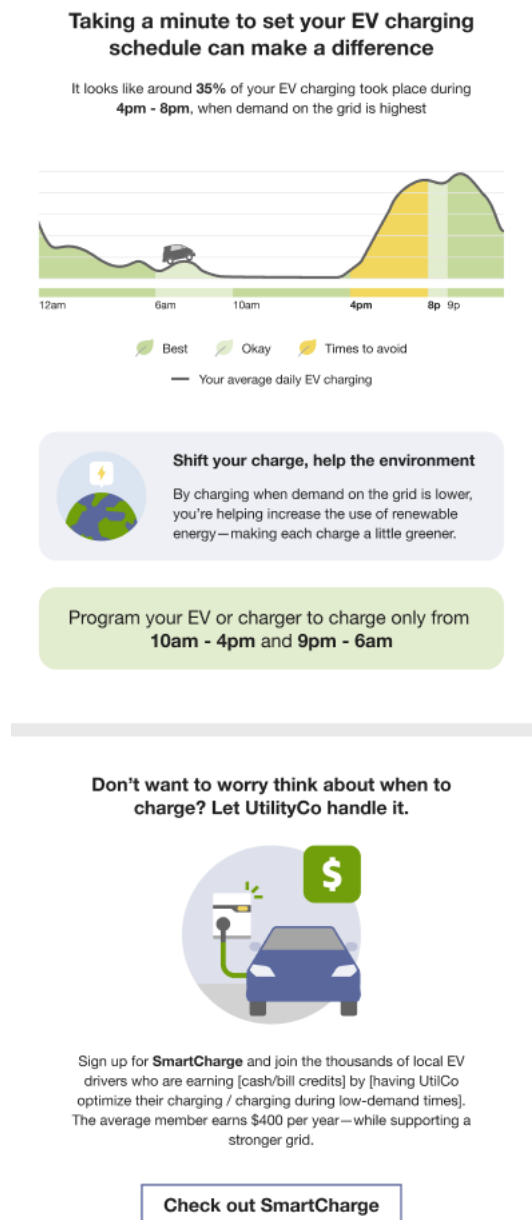 Taking a minute to set your EV charging
schedule can make a difference
It looks like around 35% of your EV charging took place during
4pm - 8pm, when demand on the grid is highest
12am 6am 10am 4pm 8p 9p
Best Okay Times to avoid
Your average daily EV charging
Shift your charge, help the environment
By charging when demand on the grid is lower,
you're helping increase the use of renewable
energy—making each charge a little greener.
Program your EV or charger to charge only from
10am - 4pm and 9pm - 6am
Don't want to worry think about when to
charge? Let UtilityCo handle it.
$
Sign up for SmartCharge and join the thousands of local EV
drivers who are earning [cash/bill credits] by [having UtilCo
optimize their charging / charging during low-demand times].
The average member earns $400 per year—while supporting a
stronger grid.
Check out SmartCharge